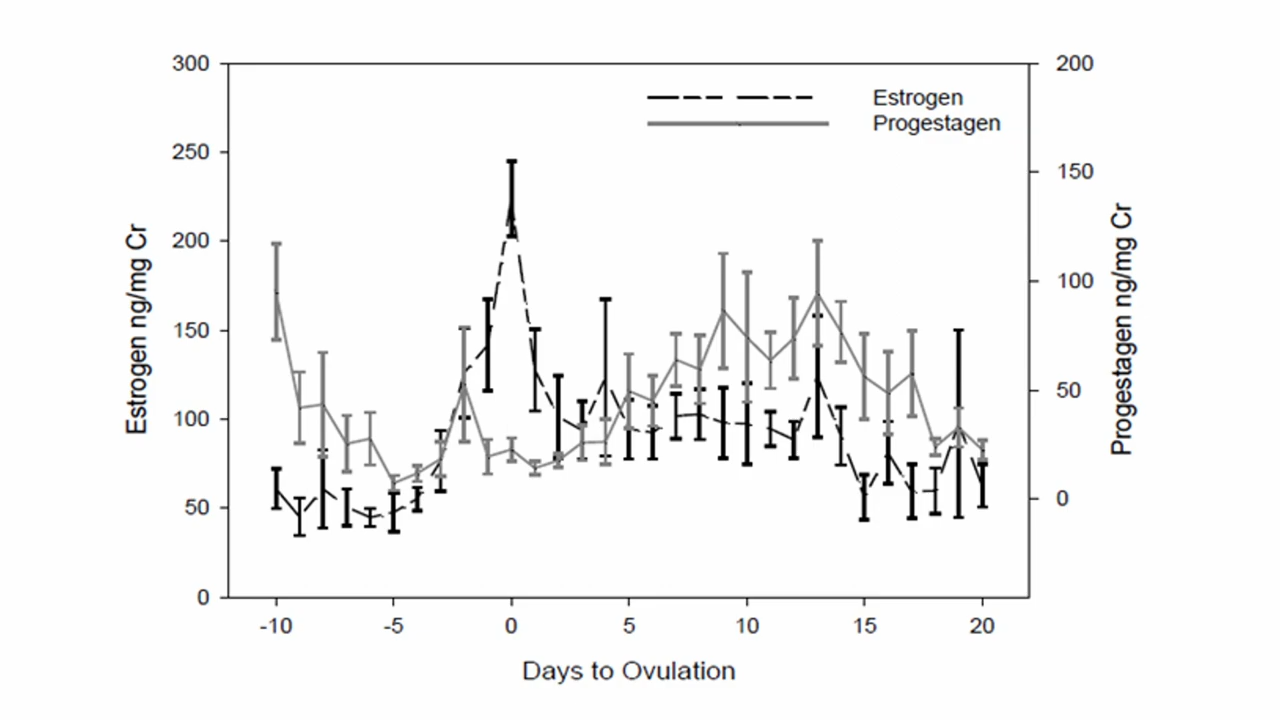 300
250
200
150
100
50
0
Estrogen ng/mg Cr
Estrogen
Progestagen
200
150
100
50
0
Progestagen ng/mg Cr
-10 -5 0 5 10 15 20
Days to Ovulation